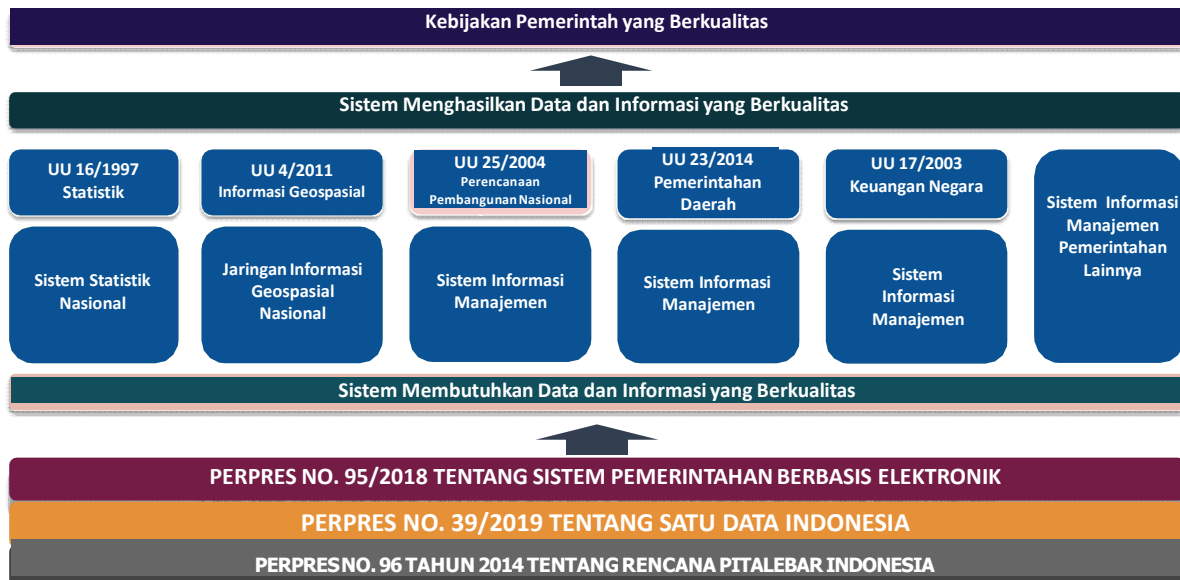 Kebijakan Pemerintah yang Berkualitas
Sistem Menghasilkan Data dan Informasi yang Berkualitas
UU 16/1997
Statistik
UU 4/2011
Informasi Geospasial
UU 25/2004
Perencanaan
Pembangunan Nasional
UU 23/2014
Pemerintahan
Daerah
UU 17/2003
Keuangan Negara
Sistem Informasi
Manajemen
Pemerintahan
Lainnya
Sistem Statistik
Nasional
Jaringan Informasi
Geospasial
Nasional
Sistem Informasi
Manajemen
Sistem Informasi
Manajemen
Sistem
Informasi
Manajemen
Sistem Membutuhkan Data dan Informasi yang Berkualitas
PERPRES NO. 95/2018 TENTANG SISTEM PEMERINTAHAN BERBASIS ELEKTRONIK
PERPRES NO. 39/2019 TENTANG SATU DATA INDONESIA
PERPRES NO. 96 TAHUN 2014 TENTANG RENCANA PITALEBAR INDONESIA